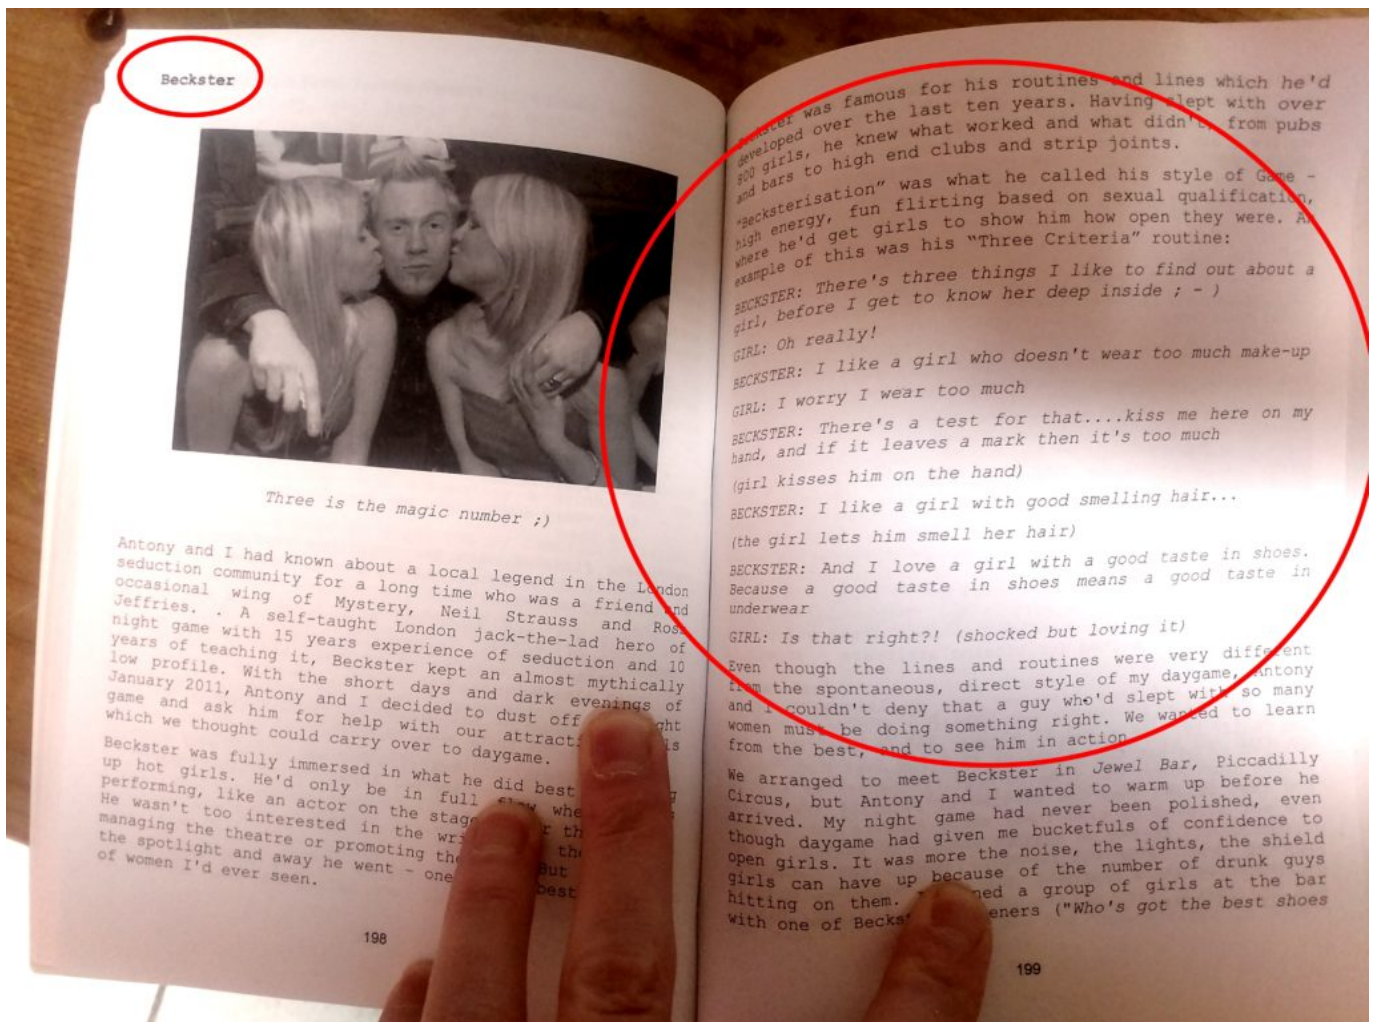 Beckster
Three is the magic number ;)
Antony and I had known about a local legend in the London
seduction community for a long time who was a friend and
occasional wing of Mystery, Neil Strauss and Ross
Jeffries. . A self-taught London jack-the-lad hero of
night game with 15 years experience of seduction and 10
years of teaching it, Beckster kept an almost mythically
low profile. With the short days and dark evenings of
January 2011, Antony and I decided to dust off
game and ask him for help with our
which we thought could carry over to daygame.
Beckster was fully immersed in what he did best
up hot girls. He'd only be in full
performing, like an actor on the stage
He wasn't too interested in the
managing the theatre or promoting the But
the spotlight and away he went - one best
of women I'd ever seen.
198
Beckster was famous for his routines and lines which he'd
developed over the last ten years. Having slept with over
800 girls, he knew what worked and what didn't, from pubs
and bars to high end clubs and strip joints.
"Becksterisation" was what he called his style of Game -
high energy, fun flirting based on sexual qualification,
where he'd get girls to show him how open they were. An
example of this was his "Three Criteria" routine:
BECKSTER: There's three things I like to find out about a
girl, before I get to know her deep inside ; - )
GIRL: Oh really!
BECKSTER: I like a girl who doesn't wear too much make-up
GIRL: I worry I wear too much
BECKSTER: There's a test for that....kiss me here on my
hand, and if it leaves a mark then it's too much
(girl kisses him on the hand)
BECKSTER: I like a girl with good smelling hair...
(the girl lets him smell her hair)
BECKSTER: And I love a girl with a good taste in shoes.
Because a good taste in shoes means a good taste in
underwear
GIRL: Is that right?! (shocked but loving it)
Even though the lines and routines were very different
from the spontaneous, direct style of my daygame, Antony
and I couldn't deny that a guy who'd slept with so many
women must be doing something right. We wanted to learn
from the best, and to see him in action.
We arranged to meet Beckster in Jewel Bar, Piccadilly
Circus, but Antony and I wanted to warm up before he
arrived. My night game had never been polished, even
though daygame had given me bucketfuls of confidence to
open girls. It was more the noise, the lights, the shield
girls can have up because of the number of drunk guys
hitting on them. a group of girls at the bar
with one of ("Who's got the best shoes
199